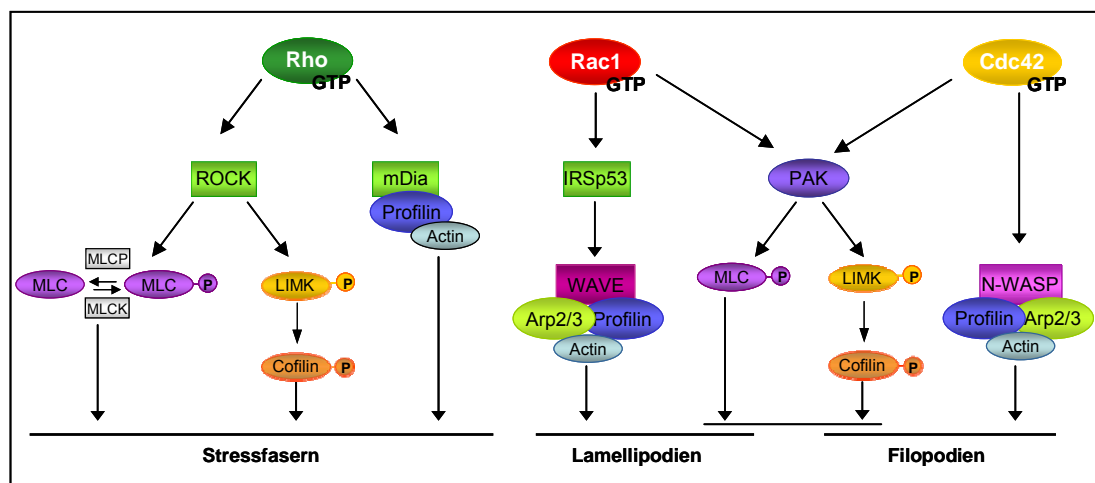 Rho
GTP
Rac1
GTP
Cdc42
GTP
ROCK
mDia
Profilin
Actin
IRSp53
PAK
MLC
MLCP
MLCK
MLC
P
LIMK
P
Cofilin
P
WAVE
Arp2/3
Profilin
Actin
MLC
P
LIMK
P
Cofilin
P
N-WASP
Profilin
Arp2/3
Actin
Stressfasern
Lamellipodien
Filopodien